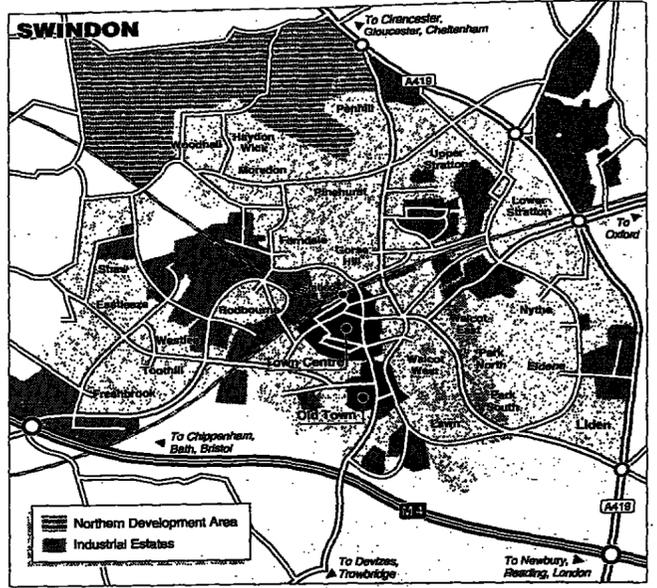 SWINDON
To Cirencester,
Gloucester, Cheltenham
A419
Penhill
Woodhall
Haydon
Wick
Moredon
Upper
Stratton
Pinehurst
Lower
Stratton
To
Oxford
Ferndale
Gorse
Hill
Shaw
Eastleaze
Rodbourne
Nythe
Walcot
East
Westlea
Toothill
Town Centre
Walcot
West
Park
North
Eldene
Freshbrook
Park
South
Old Town
Lawn
Liden
To Chippenham,
Bath, Bristol
M4
A419
Northern Development Area
Industrial Estates
To Devizes,
Trowbridge
To Newbury,
Reading, London